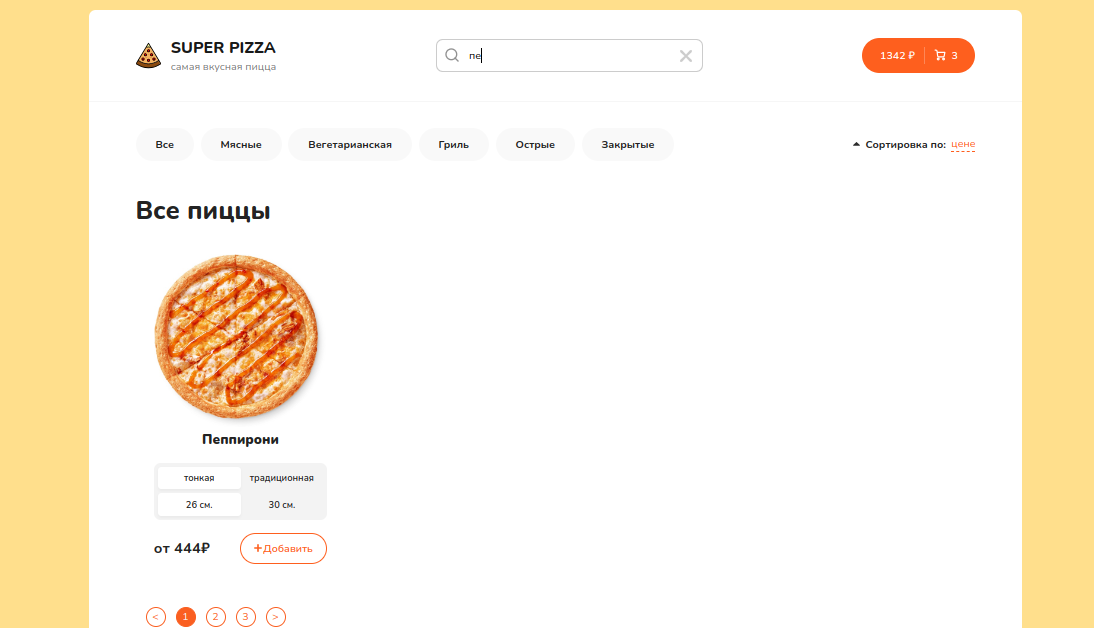 SUPER PIZZA
самая вкусная пицца
пе
1342 ₽ 3
Все Мясные Вегетарианская Гриль Острые Закрытые
Сортировка по: цене
Все пиццы
Пеппирони
тонкая традиционная
26 см. 30 см.
от 444₽ +Добавить
< 1 2 3 >